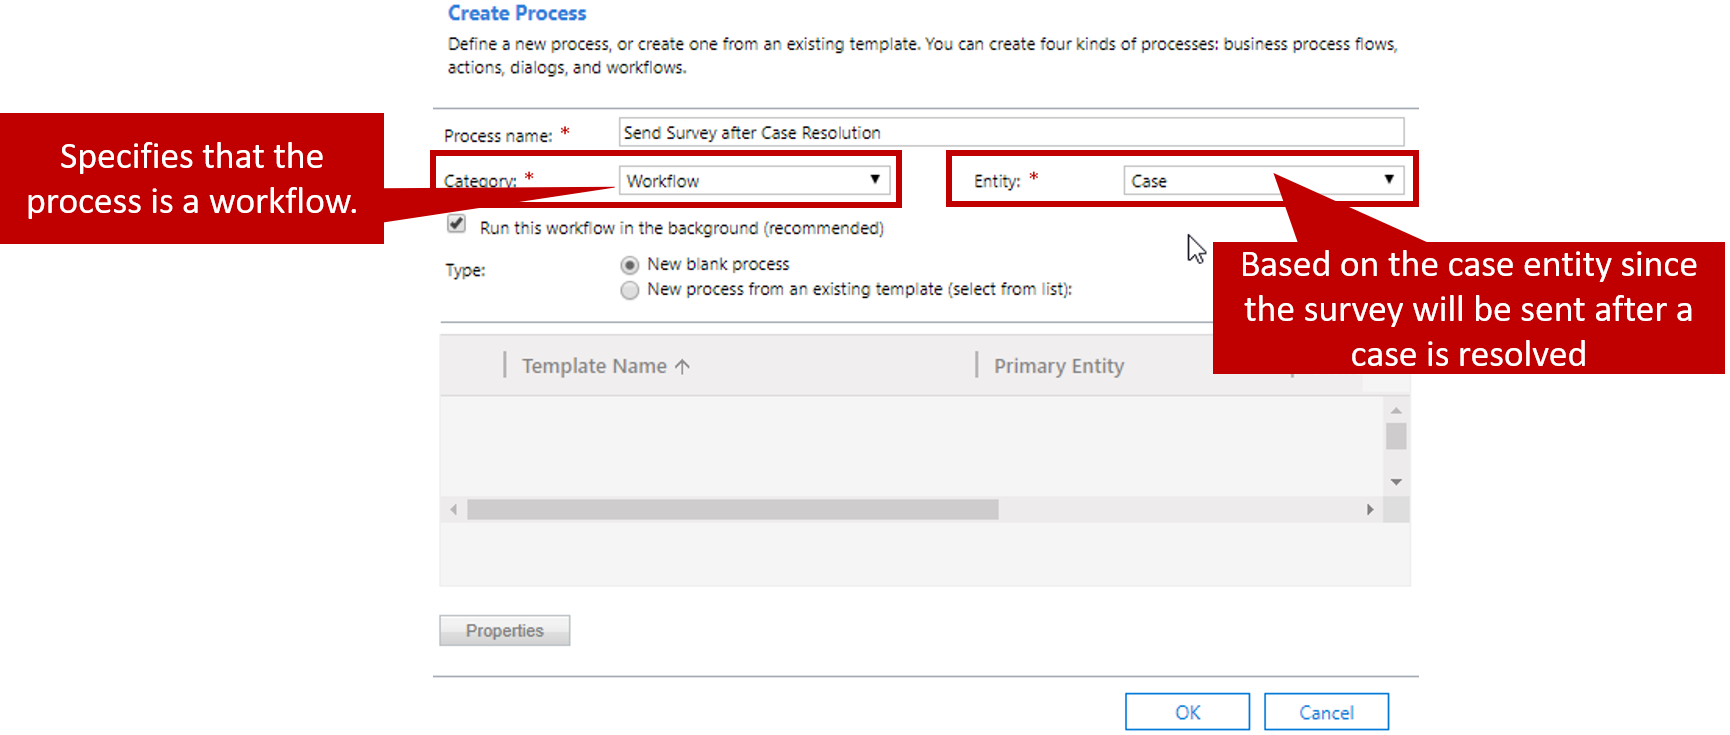 Create Process
Define a new process, or create one from an existing template. You can create four kinds of processes: business process flows,
actions, dialogs, and workflows.
Process name: *
Send Survey after Case Resolution
Specifies that the
process is a workflow.
Category: *
Workflow
Entity: *
Case
Run this workflow in the background (recommended)
Type:
New blank process
New process from an existing template (select from list):
Based on the case entity since
the survey will be sent after a
case is resolved
Template Name
Primary Entity
Properties
OK
Cancel